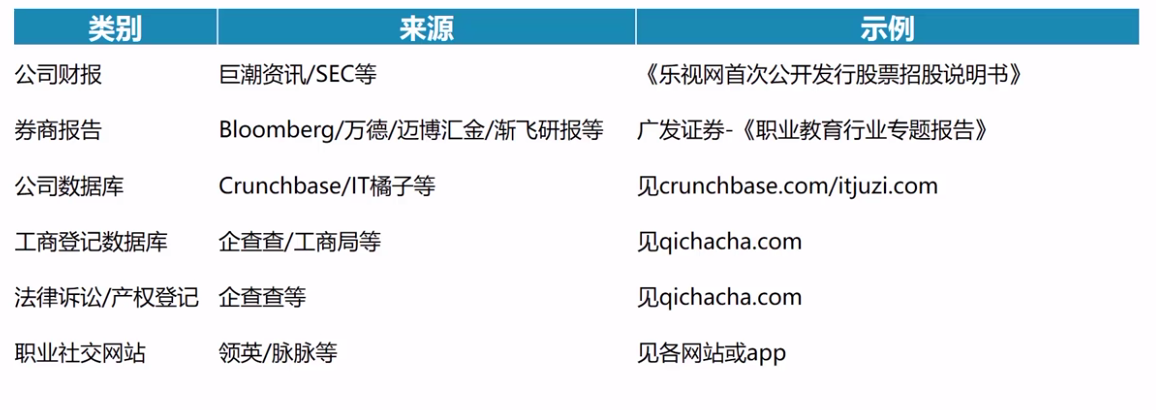 类别 来源 示例
公司财报 巨潮资讯/SEC等 《乐视网首次公开发行股票招股说明书》
券商报告 Bloomberg/万德/迈博汇金/渐飞研报等 广发证券-《职业教育行业专题报告》
公司数据库 Crunchbase/IT橘子等 见crunchbase.com/itjuzi.com
工商登记数据库 企查查/工商局等 见qichacha.com
法律诉讼/产权登记 企查查等 见qichacha.com
职业社交网站 领英/脉脉等 见各网站或app